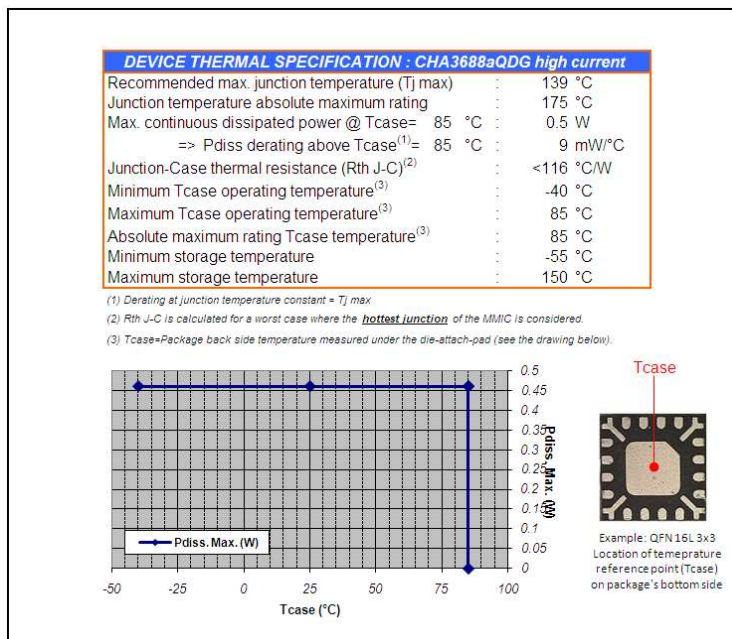 DEVICE THERMAL SPECIFICATION : CHA3688aQDG high current
Recommended max. junction temperature (Tj max) : 139 °C
Junction temperature absolute maximum rating : 175 °C
Max. continuous dissipated power @ Tcase= 85 °C : 0.5 W
=> Pdiss derating above Tcase(1)= 85 °C : 9 mW/°C
Junction-Case thermal resistance (Rth J-C)(2) : <116 °C/W
Minimum Tcase operating temperature(3) : -40 °C
Maximum Tcase operating temperature(3) : 85 °C
Absolute maximum rating Tcase temperature(3) : 85 °C
Minimum storage temperature : -55 °C
Maximum storage temperature : 150 °C
(1) Derating at junction temperature constant = Tj max
(2) Rth J-C is calculated for a worst case where the hottest junction of the MMIC is considered.
(3) Tcase=Package back side temperature measured under the die-attach-pad (see the drawing below).
0.5
0.45
0.4
0.35
0.3
0.25
0.2
0.15
0.1
0.05
0
Pdiss. Max. (W)
Pdiss. Max. (W)
-50 -25 0 25 50 75 100
Tcase (°C)
Tcase
Example: QFN 16L 3x3
Location of temeprature
reference point (Tcase)
on package's bottom side